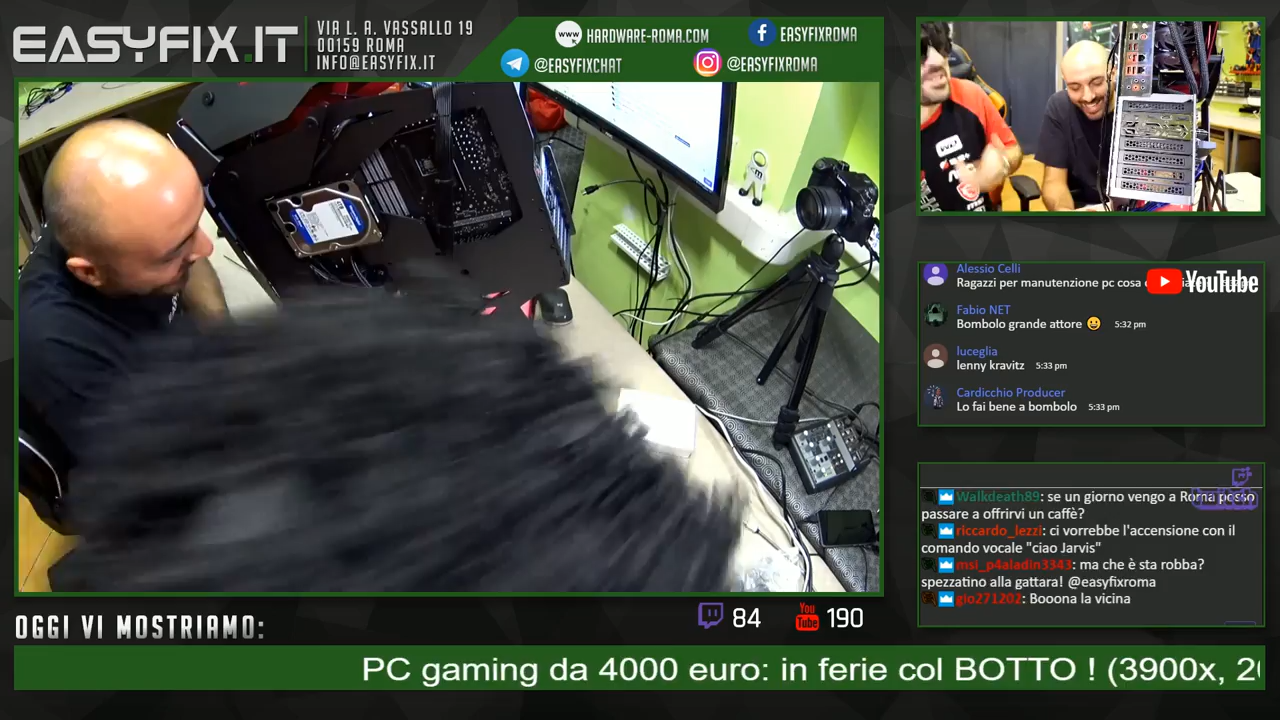 EASYFIX.IT
VIA L. A. VASSALLO 19
00159 ROMA
INFO@EASYFIX.IT
WWW
HARDWARE-ROMA.COM
EASYFIXROMA
@EASYFIXCHAT
@EASYFIXROMA
Alessio Celli
Ragazzi per manutenzione pc cosa
YouTube
Fabio NET
Bombolo grande attore 😀 5:32 pm
luceglia
lenny kravitz 5:33 pm
Cardicchio Producer
Lo fai bene a bombolo 5:33 pm
Walkdeath89: se un giorno vengo a Roma posso
passare a offrirvi un caffè?
riccardo_lezzi: ci vorrebbe l'accensione con il
comando vocale "ciao Jarvis"
msi_p4aladin3343: ma che è sta robba?
spezzatino alla gattara! @easyfixroma
gio271202: Booona la vicina
OGGI VI MOSTRIAMO:
84
You
Tube
190
PC gaming da 4000 euro: in ferie col BOTTO ! (3900x, 20